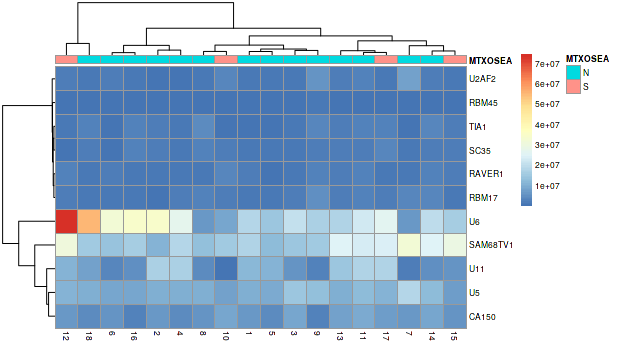 MTXOSEA
U2AF2
RBM45
TIA1
SC35
RAVER1
RBM17
U6
SAM68TV1
U11
U5
CA150
12 18 6 16 2 4 8 10 1 5 3 9 13 11 17 7 14 15
7e+07
6e+07
5e+07
4e+07
3e+07
2e+07
1e+07
MTXOSEA
N
S